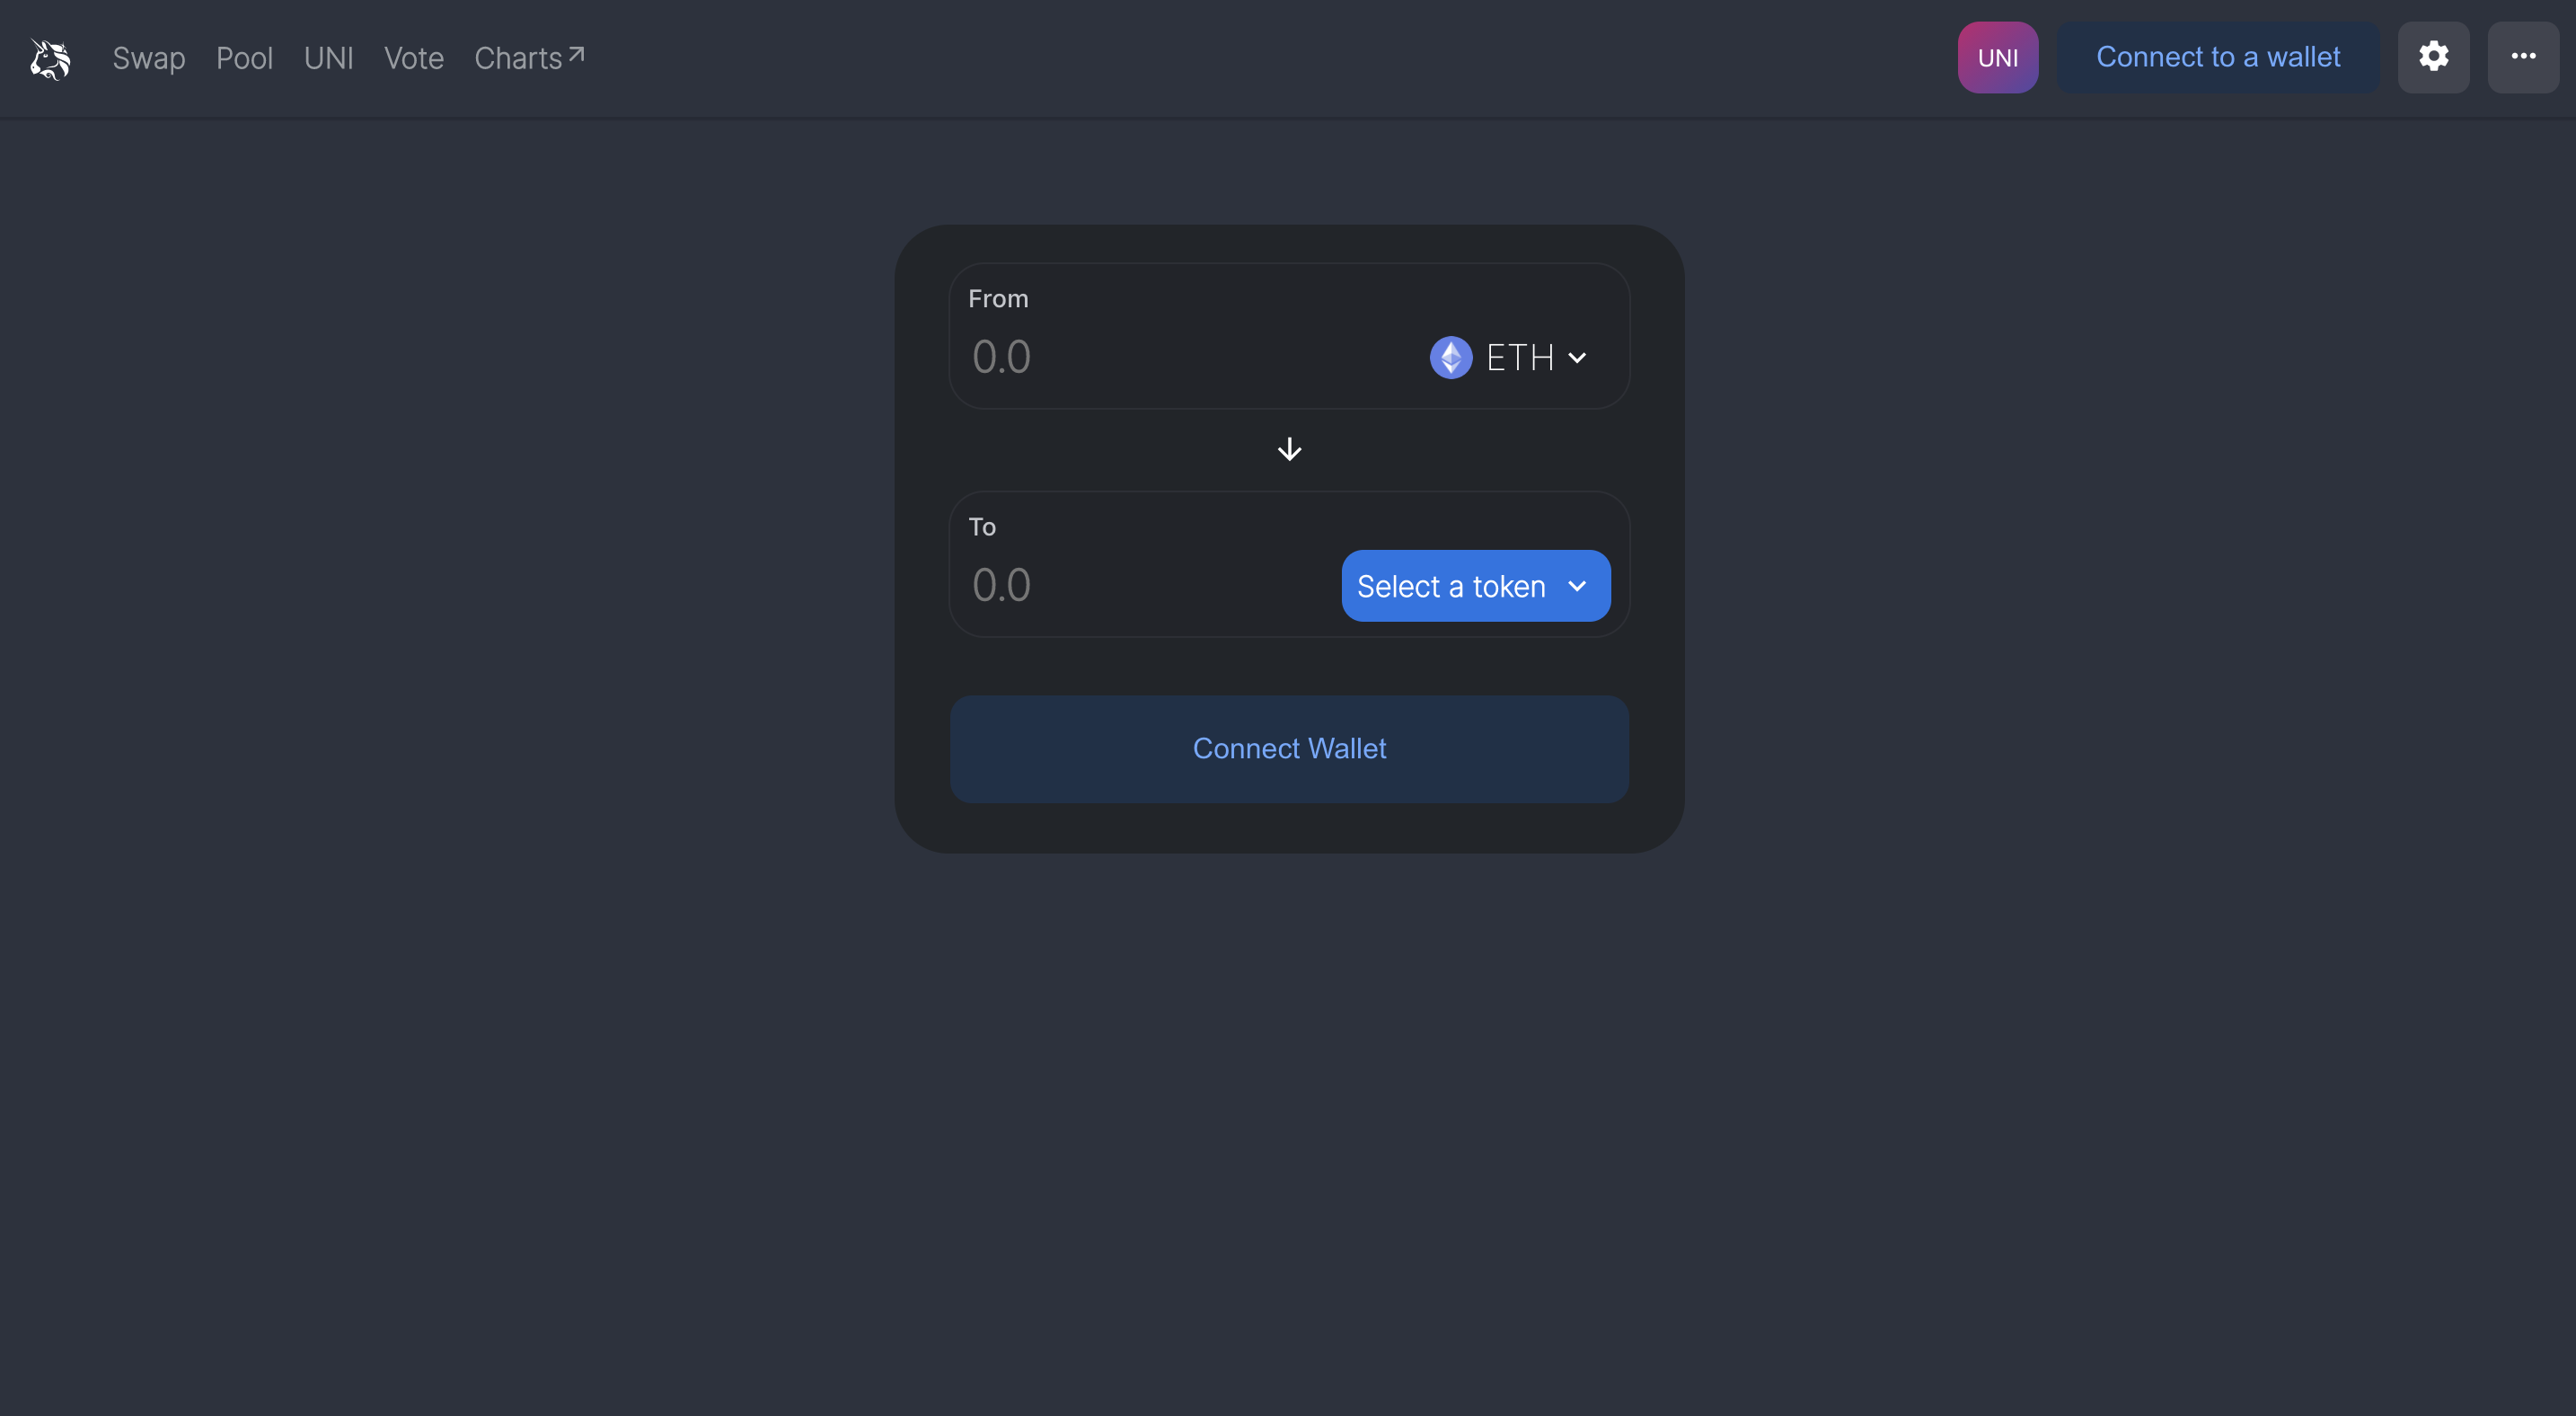 Swap Pool UNI Vote Charts↗ UNI Connect to a wallet
From
0.0 ETH
To
0.0 Select a token
Connect Wallet